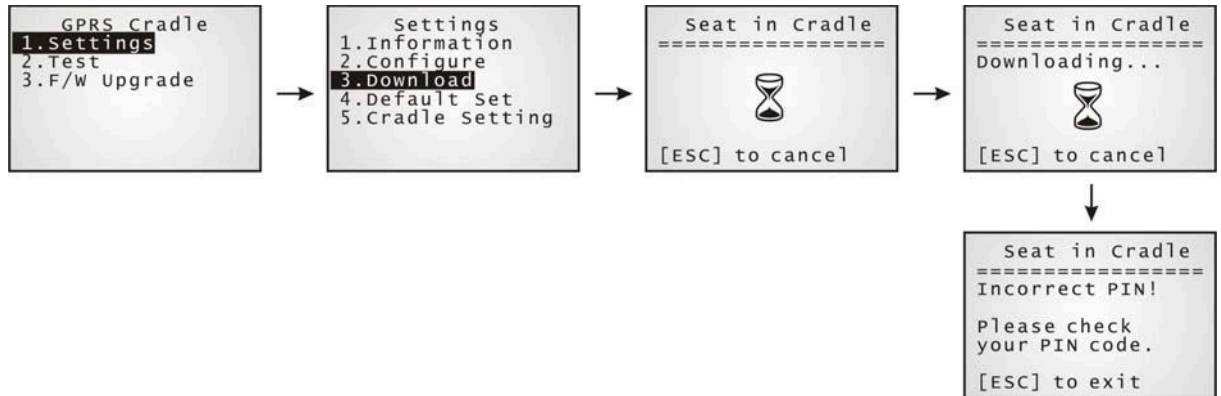 GPRS Cradle
1.Settings
2.Test
3.F/W Upgrade
Settings
1.Information
2.Configure
3.Download
4.Default Set
5.Cradle Setting
Seat in Cradle
=================
[ESC] to cancel
Seat in Cradle
=================
Downloading...
[ESC] to cancel
Seat in Cradle
=================
Incorrect PIN!
Please check
your PIN code.
[ESC] to exit